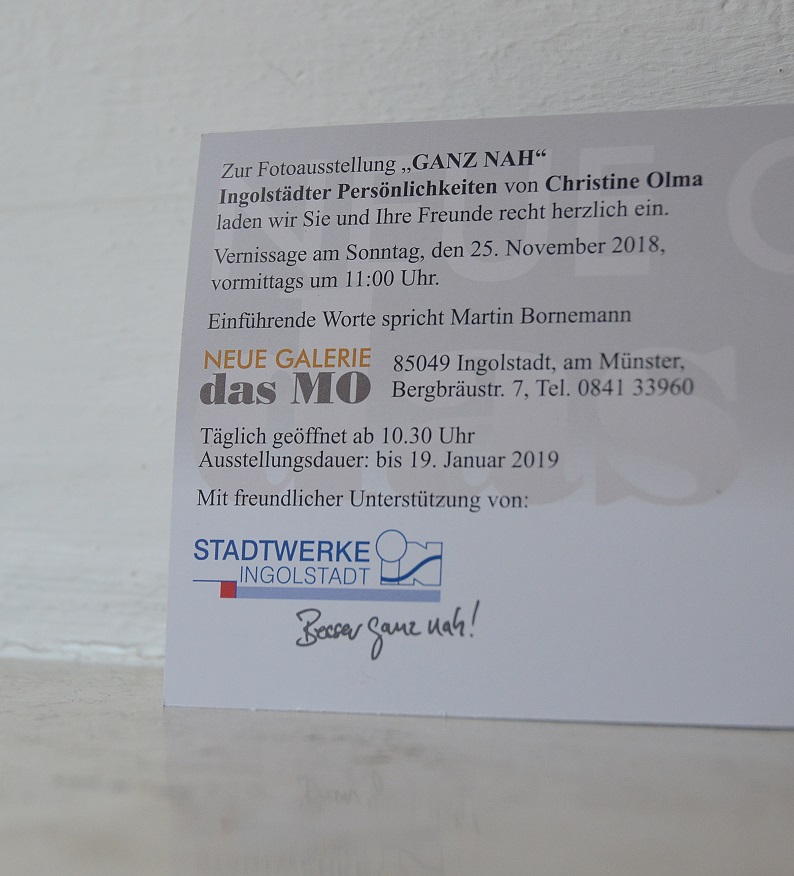 Zur Fotoausstellung „GANZ NAH“
Ingolstädter Persönlichkeiten von Christine Olma
laden wir Sie und Ihre Freunde recht herzlich ein.
Vernissage am Sonntag, den 25. November 2018,
vormittags um 11:00 Uhr.
Einführende Worte spricht Martin Bornemann
NEUE GALERIE
das MO
85049 Ingolstadt, am Münster,
Bergbräustr. 7, Tel. 0841 33960
Täglich geöffnet ab 10.30 Uhr
Ausstellungsdauer: bis 19. Januar 2019
Mit freundlicher Unterstützung von:
STADTWERKE
INGOLSTADT
IN
Besser ganz nah!
NEUE G
das